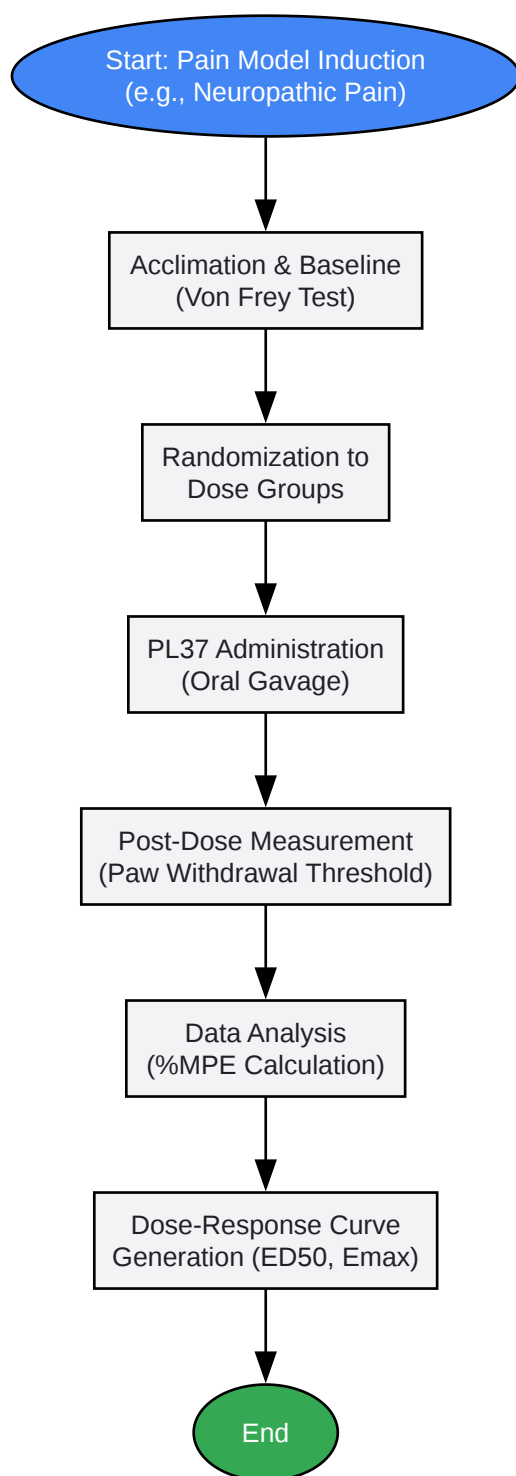 Start: Pain Model Induction
(e.g., Neuropathic Pain)
Acclimation & Baseline
(Von Frey Test)
Randomization to
Dose Groups
PL37 Administration
(Oral Gavage)
Post-Dose Measurement
(Paw Withdrawal Threshold)
Data Analysis
(%MPE Calculation)
Dose-Response Curve
Generation (ED50, Emax)
End